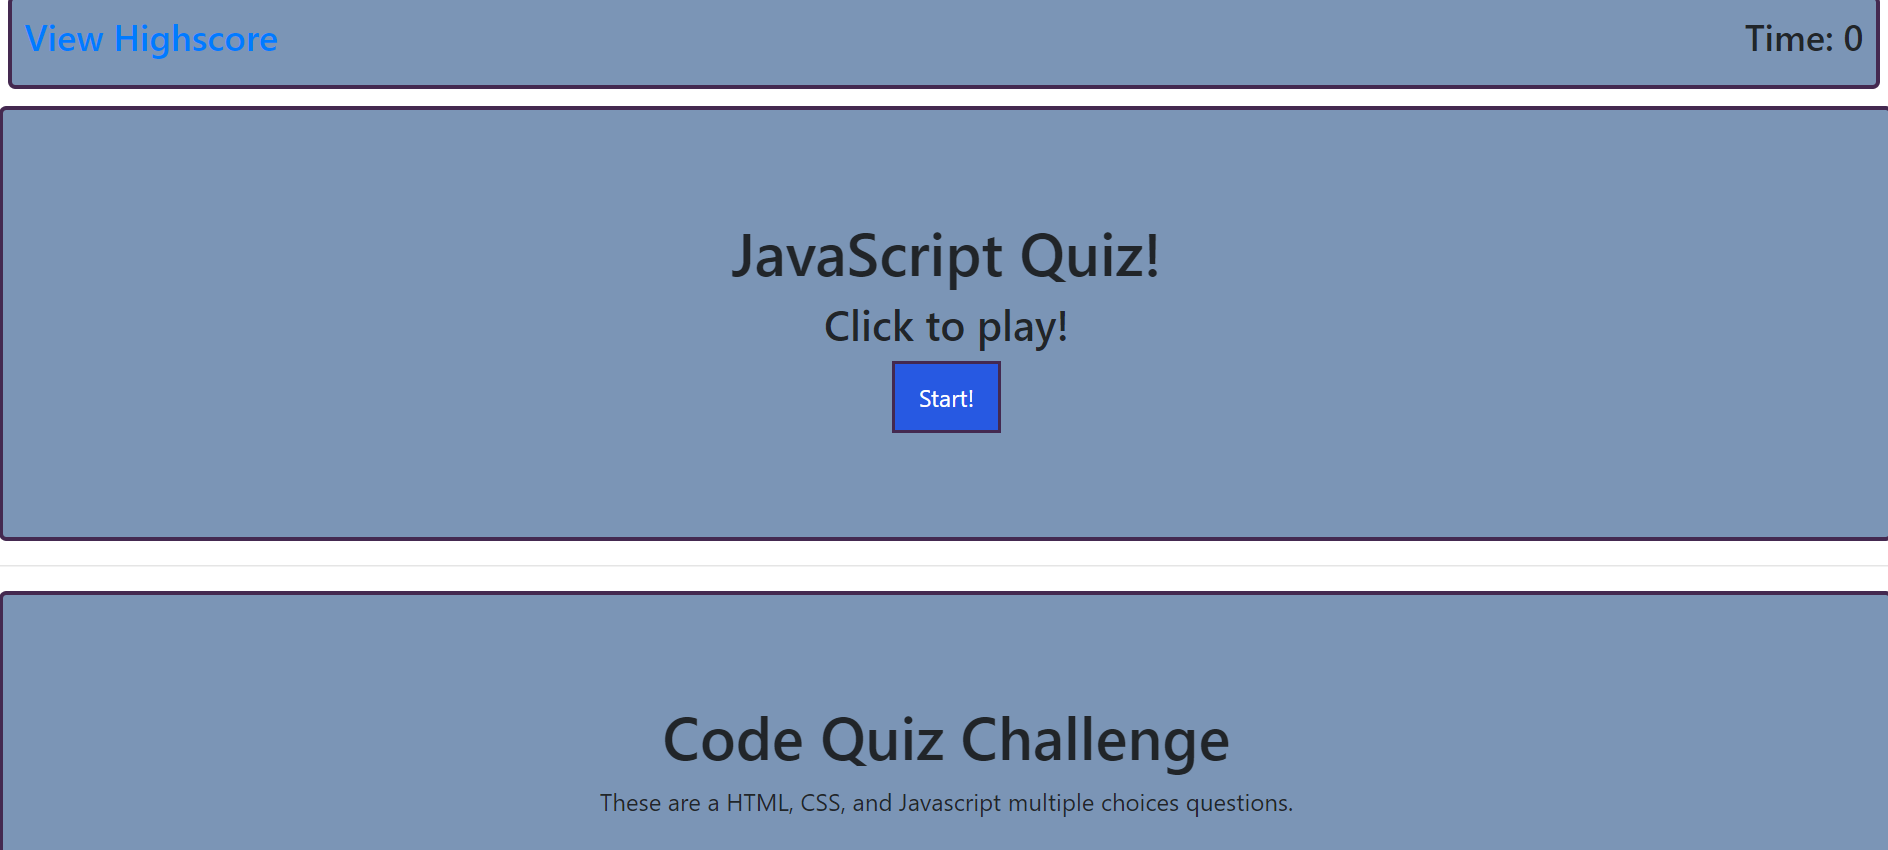 View Highscore
Time: 0
JavaScript Quiz!
Click to play!
Start!
Code Quiz Challenge
These are a HTML, CSS, and Javascript multiple choices questions.